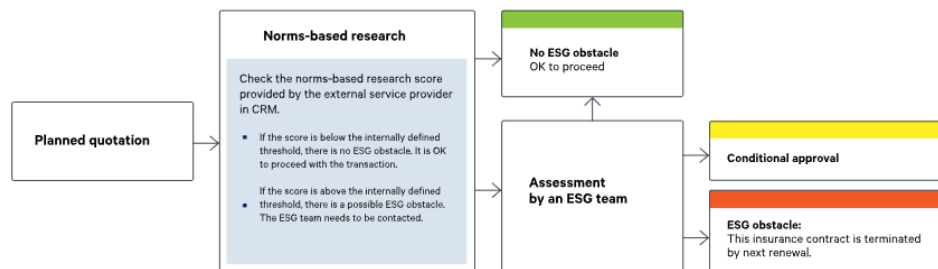 Planned quotation
Norms-based research
Check the norms-based research score
provided by the external service provider
in CRM.
If the score is below the internally defined
threshold, there is no ESG obstacle. It is OK
to proceed with the transaction.
If the score is above the internally defined
threshold, there is a possible ESG obstacle.
The ESG team needs to be contacted.
No ESG obstacle
OK to proceed
Assessment
by an ESG team
Conditional approval
ESG obstacle:
This insurance contract is terminated
by next renewal.